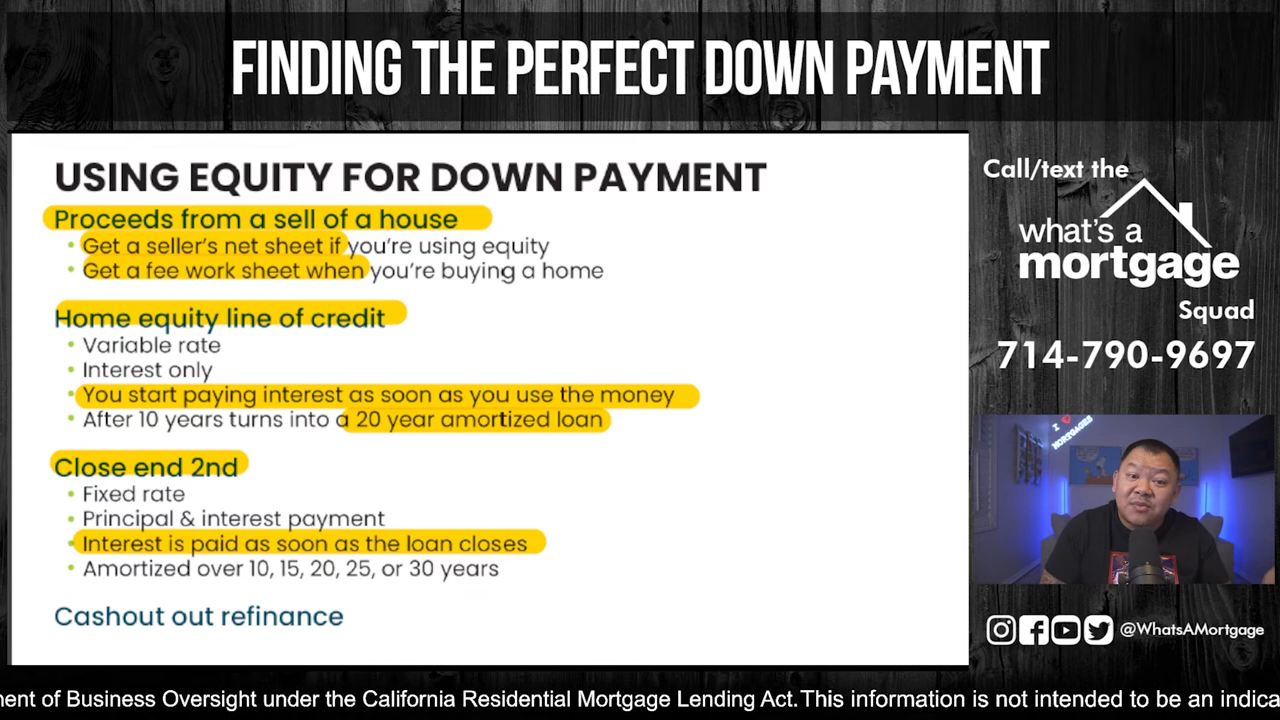 FINDING THE PERFECT DOWN PAYMENT
USING EQUITY FOR DOWN PAYMENT
Proceeds from a sell of a house
• Get a seller's net sheet if you're using equity
• Get a fee work sheet when you're buying a home
Home equity line of credit
• Variable rate
• Interest only
• You start paying interest as soon as you use the money
• After 10 years turns into a 20 year amortized loan
Close end 2nd
• Fixed rate
• Principal & interest payment
• Interest is paid as soon as the loan closes
• Amortized over 10, 15, 20, 25, or 30 years
Cashout out refinance
Call/text the
what's a
mortgage
Squad
714-790-9697
I
MORTGAGES
@WhatsAMortgage
ment of Business Oversight under the California Residential Mortgage Lending Act.This information is not intended to be an indica